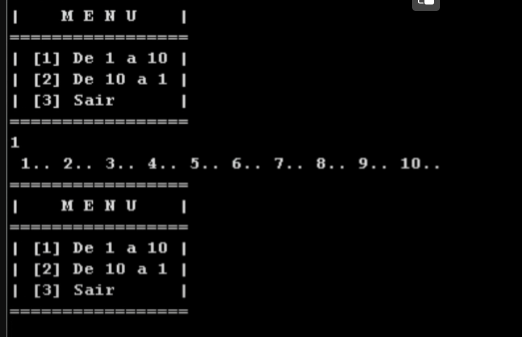 |    M E N U    |
=================
| [1] De 1 a 10 |
| [2] De 10 a 1 |
| [3] Sair      |
=================
1
 1.. 2.. 3.. 4.. 5.. 6.. 7.. 8.. 9.. 10..
=================
|    M E N U    |
=================
| [1] De 1 a 10 |
| [2] De 10 a 1 |
| [3] Sair      |
=================